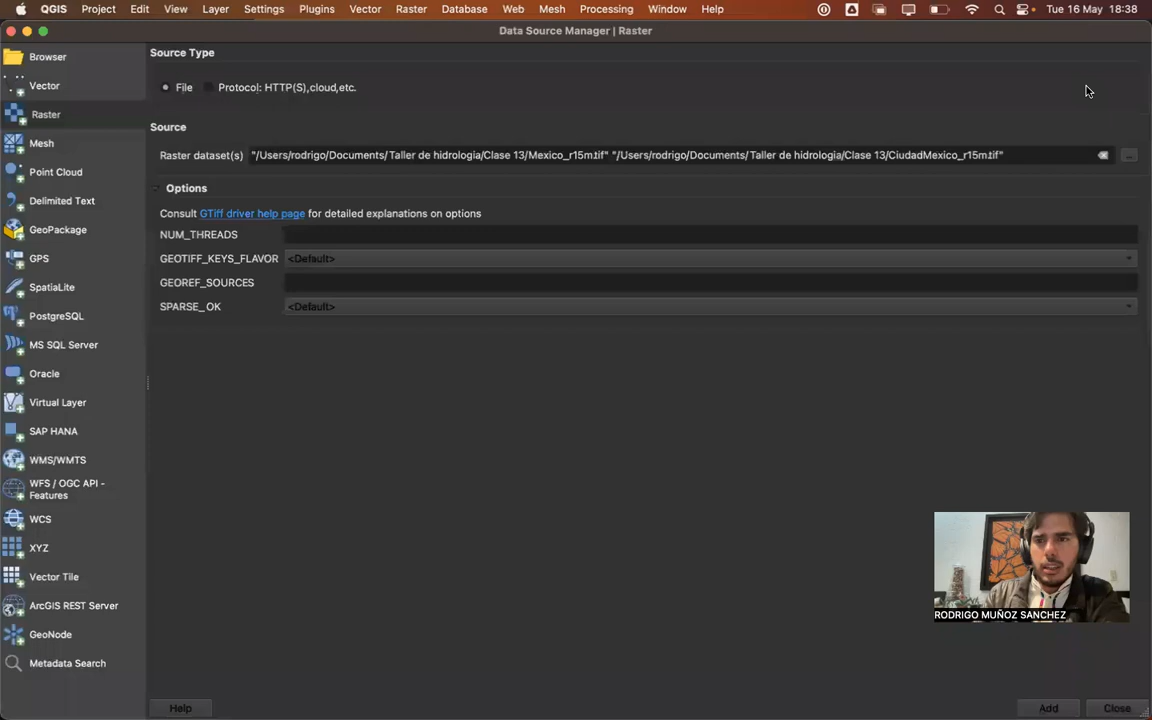 QGIS Project Edit View Layer Settings Plugins Vector Raster Database Web Mesh Processing Window Help Tue 16 May 18:38
Data Source Manager | Raster
Browser
Vector
Raster
Mesh
Point Cloud
Delimited Text
GeoPackage
GPS
SpatiaLite
PostgreSQL
MS SQL Server
Oracle
Virtual Layer
SAP HANA
WMS/WMTS
WFS / OGC API -
Features
WCS
XYZ
Vector Tile
ArcGIS REST Server
GeoNode
Metadata Search
Source Type
File Protocol: HTTP(S),cloud,etc.
Source
Raster dataset(s) "/Users/rodrigo/Documents/Taller de hidrologia/Clase 13/Mexico_r15m.tif" "/Users/rodrigo/Documents/Taller de hidrologia/Clase 13/CiudadMexico_r15m.tif"
Options
Consult GTiff driver help page for detailed explanations on options
NUM_THREADS
GEOTIFF_KEYS_FLAVOR <Default>
GEOREF_SOURCES
SPARSE_OK <Default>
RODRIGO MUÑOZ SANCHEZ
Help Add Close